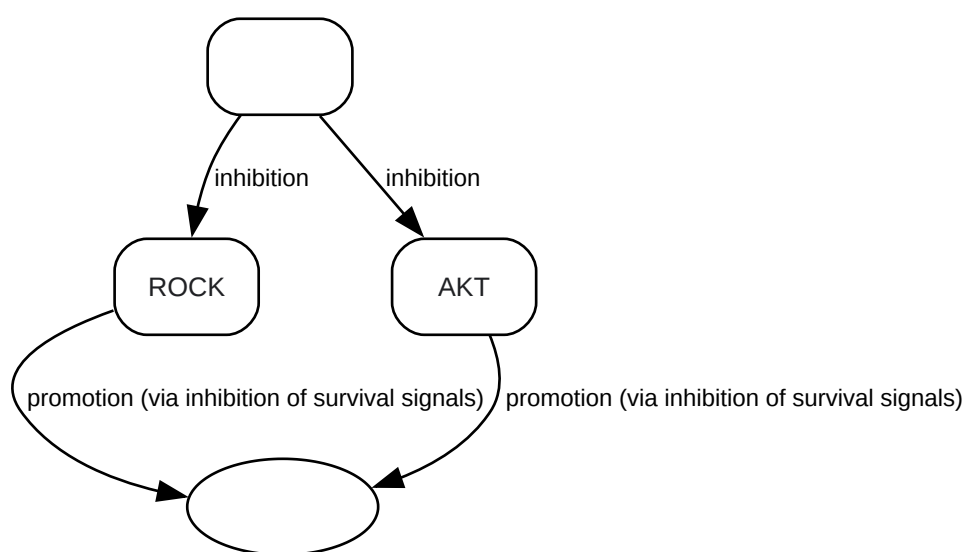 inhibition
inhibition
ROCK
AKT
promotion (via inhibition of survival signals)
promotion (via inhibition of survival signals)